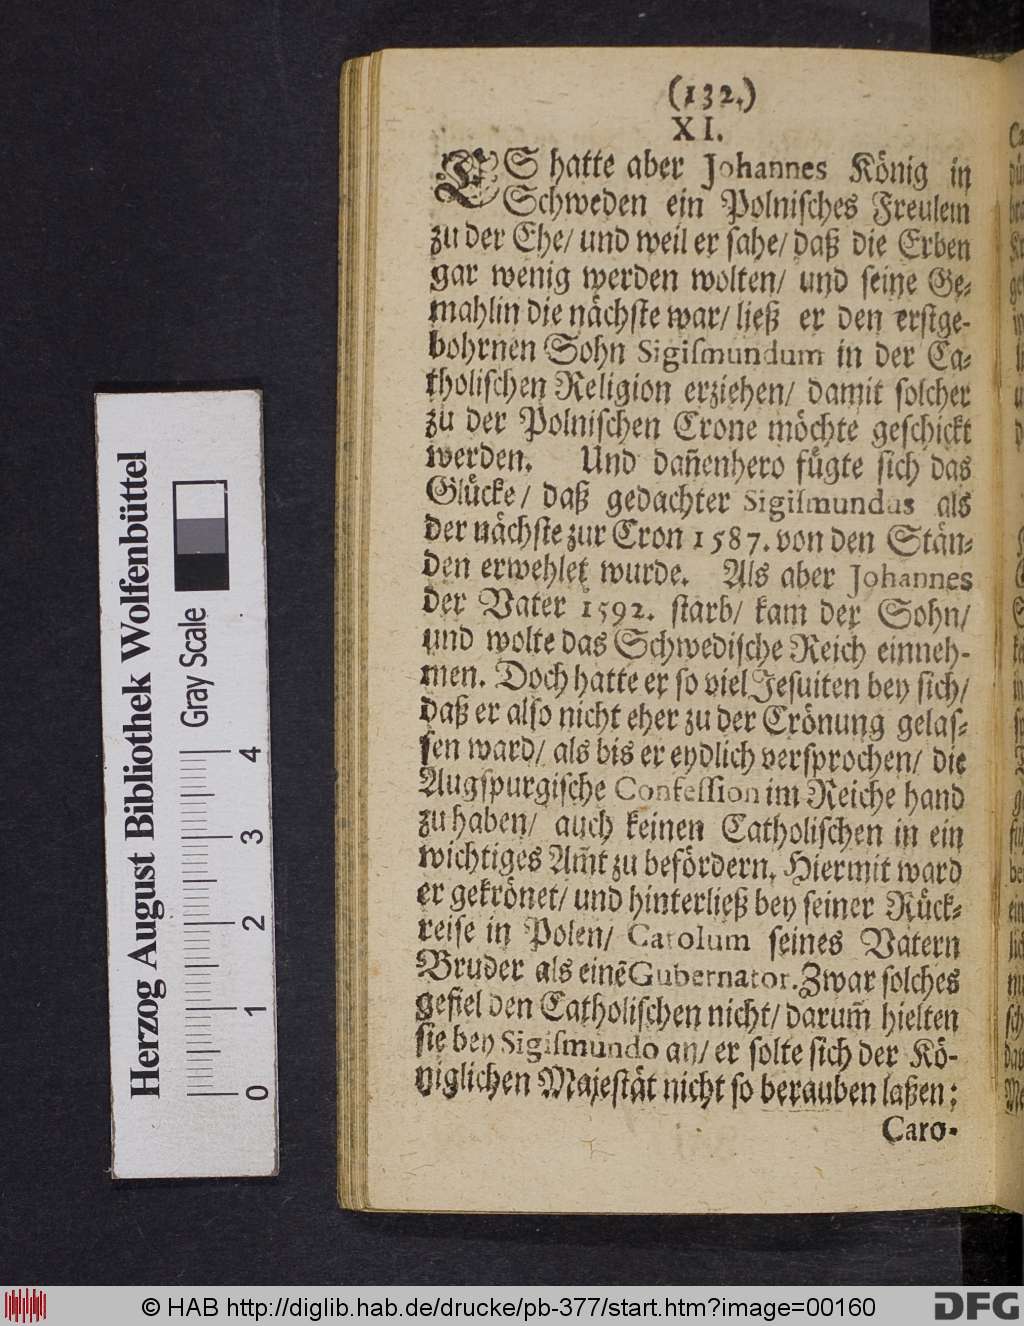 (132.)
XI.
ES hatte aber Johannes König in
Schweden ein Polnisches Freulein
zu der Ehe/ und weil er sahe/ daß die Erben
gar wenig werden wolten/ und seine Ge-
mahlin die nächste war/ ließ er den erstge-
bohrnen Sohn Sigiſmundum in der Ca-
tholischen Religion erziehen/ damit solcher
zu der Polnischen Crone möchte geschickt
werden. Und dañenhero fügte sich das
Glücke/ daß gedachter Sigiſmundus als
der nächste zur Cron 1587. von den Stän-
den erwehlet wurde. Als aber Johannes
der Vater 1592. starb/ kam der Sohn/
und wolte das Schwedische Reich einneh-
men. Doch hatte er so viel Jesuiten bey sich/
daß er also nicht eher zu der Crönung gelas-
sen ward/ als bis er eydlich versprochen/ die
Augspurgische Confeſſion im Reiche hand
zu haben/ auch keinen Catholischen in ein
wichtiges Am̃t zu befördern. Hiermit ward
er gekrönet/ und hinterließ bey seiner Rück-
reise in Polen/ Carolum seines Vatern
Bruder als einẽ Gubernator. Zwar solches
gefiel den Catholischen nicht/ darum̃ hielten
sie bey Sigiſmundo an/ er solte sich der Kö-
niglichen Majestät nicht so berauben laßen;
Caro-
Herzog August Bibliothek Wolfenbüttel
Gray Scale
0 1 2 3 4
© HAB http://diglib.hab.de/drucke/pb-377/start.htm?image=00160
DFG